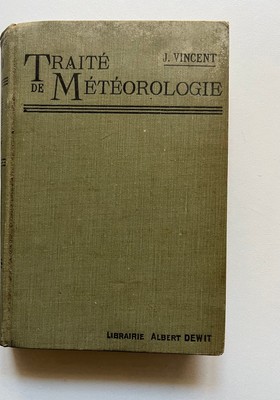 J. VINCENT
TRAITÉ
DE MÉTÉOROLOGIE
LIBRAIRIE ALBERT DEWIT